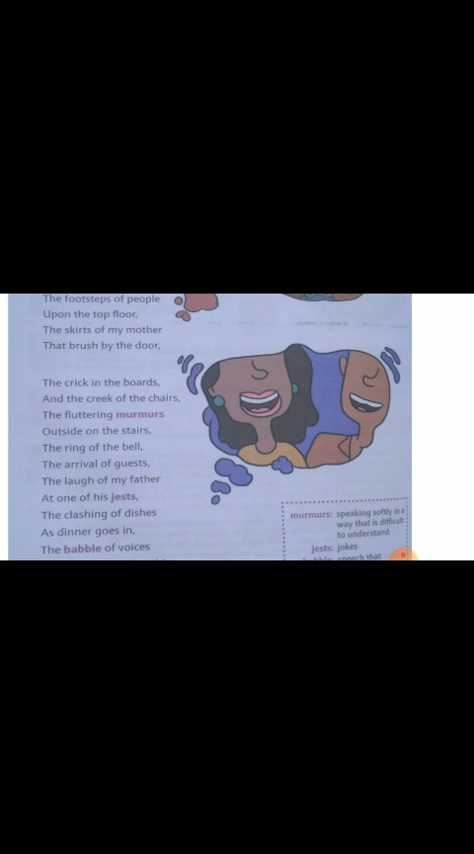 The footsteps of people
Upon the top floor,
The skirts of my mother
That brush by the door,
The crick in the boards,
And the creek of the chairs,
The fluttering murmurs
Outside on the stairs,
The ring of the bell,
The arrival of guests,
The laugh of my father
At one of his jests,
The clashing of dishes
As dinner goes in,
The babble of voices
murmurs: speaking softly in a
way that is difficult
to understand
jests: jokes
speech that